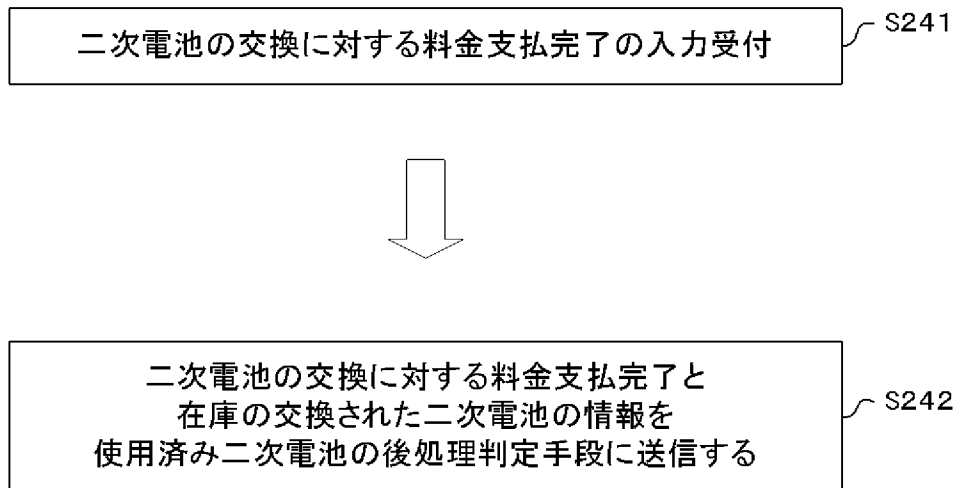 二次電池の交換に対する料金支払完了の入力受付
S241
二次電池の交換に対する料金支払完了と
在庫の交換された二次電池の情報を
使用済み二次電池の後処理判定手段に送信する
S242